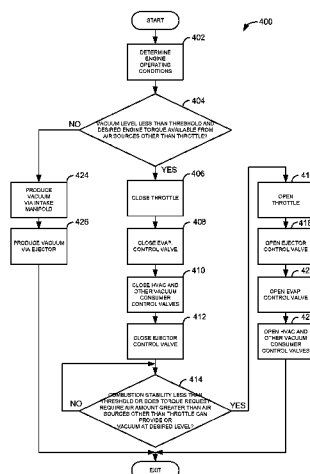 START
400
402
DETERMINE
ENGINE
OPERATING
CONDITIONS
404
VACUUM LEVEL LESS THAN THRESHOLD AND
DESIRED ENGINE TORQUE AVAILABLE FROM
AIR SOURCES OTHER THAN THROTTLE?
NO
YES
424
PRODUCE
VACUUM
VIA INTAKE
MANIFOLD
426
PRODUCE VACUUM
VIA EJECTOR
406
CLOSE THROTTLE
408
CLOSE EVAP.
CONTROL VALVE
410
CLOSE HVAC AND
OTHER VACUUM
CONSUMER
CONTROL VALVES
412
CLOSE EJECTOR
CONTROL VALVE
414
COMBUSTION STABILITY LESS THAN
THRESHOLD OR DOES TORQUE REQUEST
REQUIRE AIR AMOUNT GREATER THAN AIR
SOURCES OTHER THAN THROTTLE CAN
PROVIDE OR
VACUUM AT DESIRED LEVEL?
NO
YES
OPEN
THROTTLE
OPEN EJECTOR
CONTROL VALVE
OPEN EVAP
CONTROL VALVE
OPEN HVAC AND
OTHER VACUUM
CONSUMER
CONTROL VALVES
EXIT